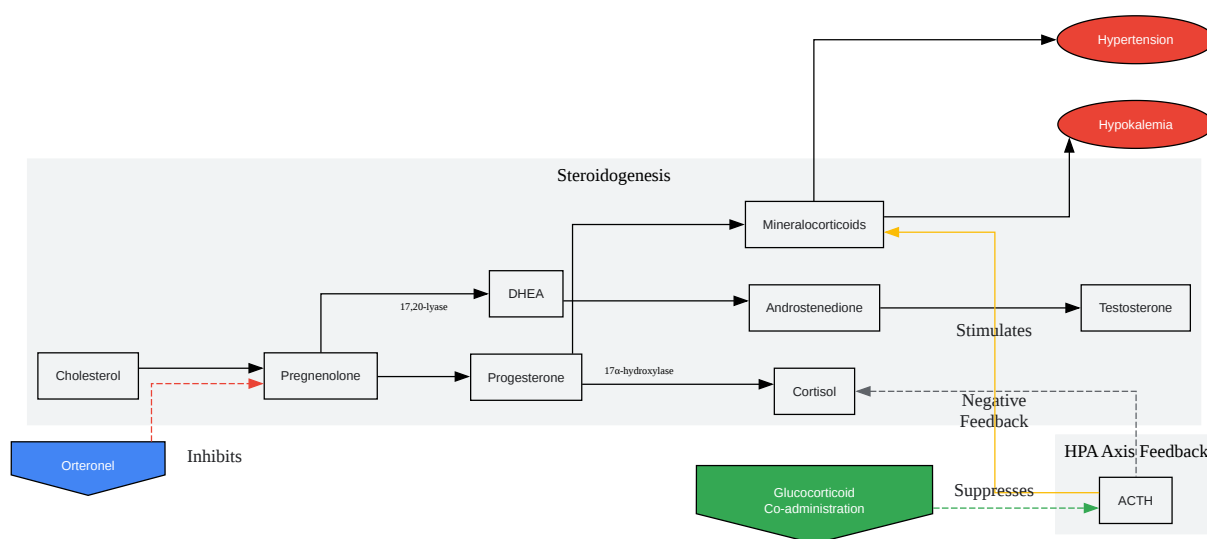 Hypertension
Hypokalemia
Steroidogenesis
Mineralocorticoids
DHEA
17,20-lyase
Androstenedione
Testosterone
Stimulates
Cholesterol
Pregnenolone
Progesterone
17α-hydroxylase
Cortisol
Negative
Feedback
Orteronel
Inhibits
HPA Axis Feedback
Glucocorticoid
Co-administration
Suppresses
ACTH